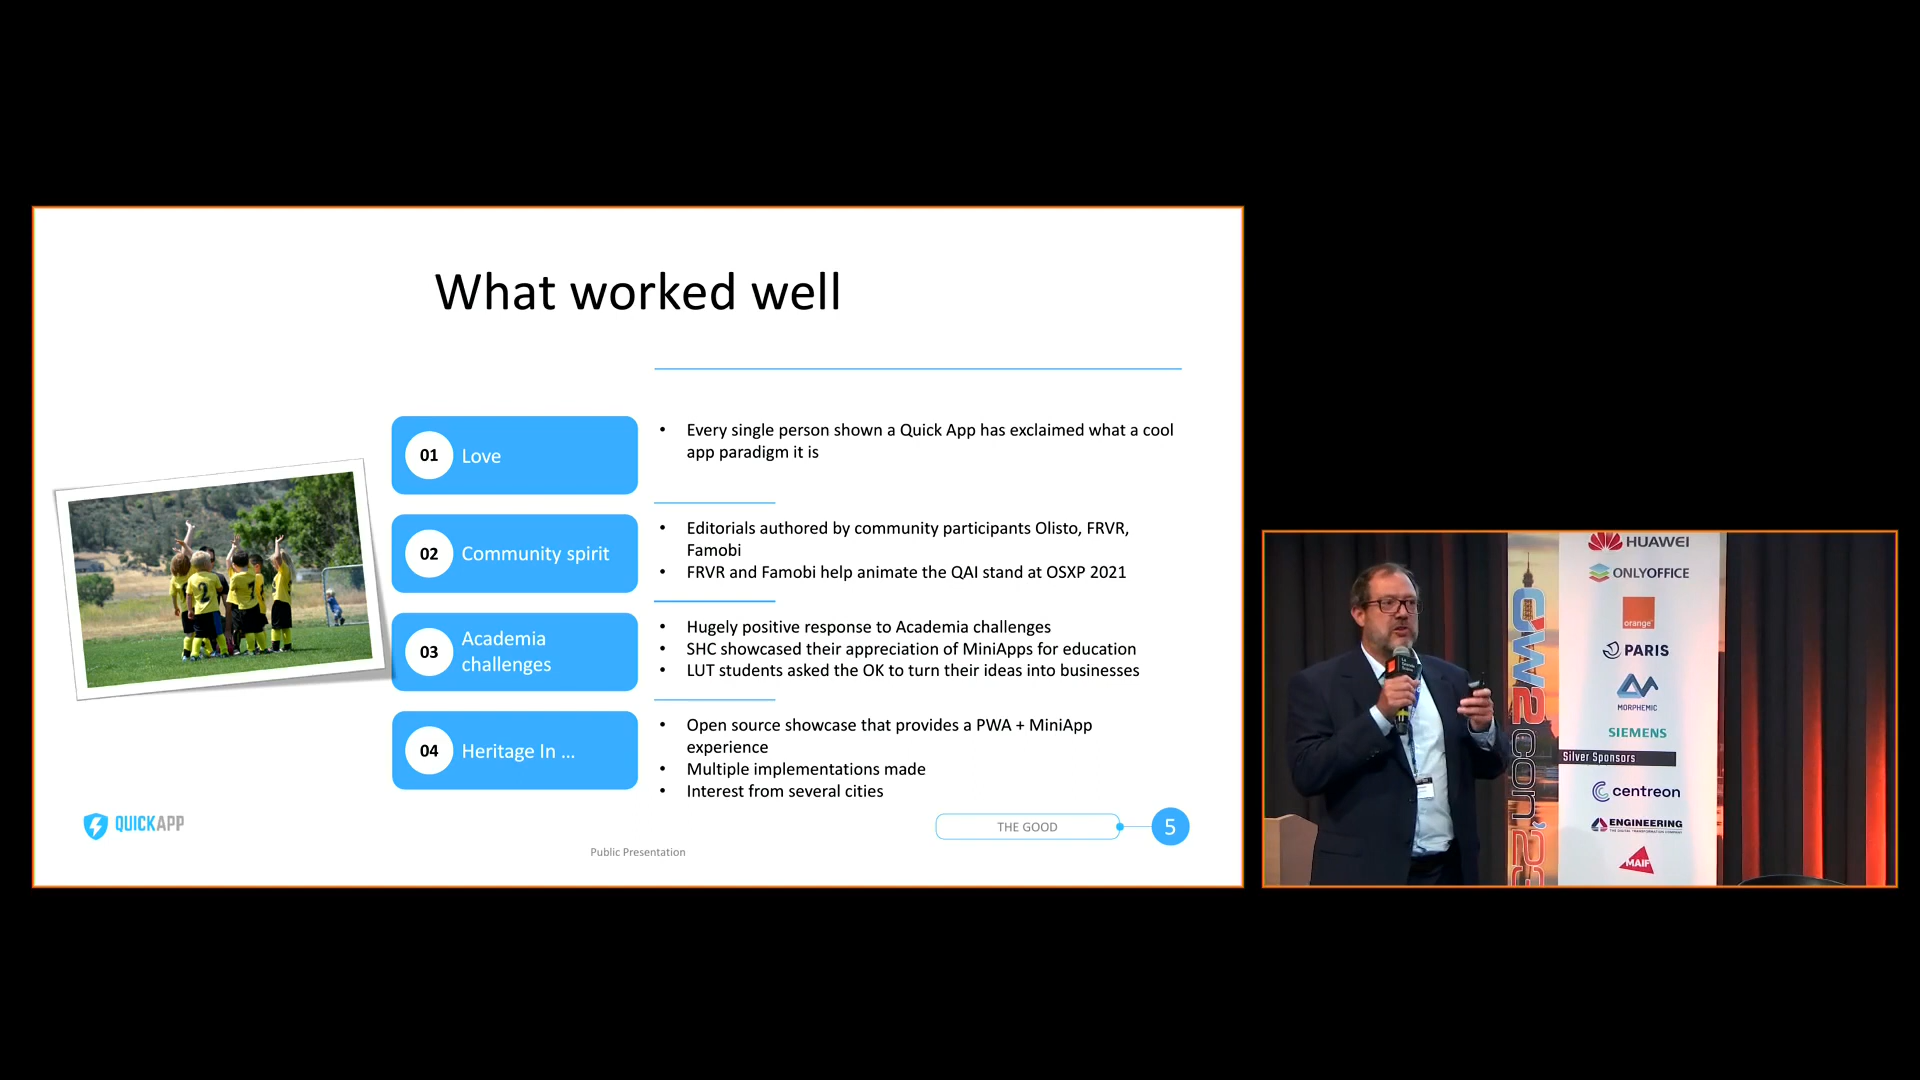 What worked well
01 Love
• Every single person shown a Quick App has exclaimed what a cool
app paradigm it is
02 Community spirit
• Editorials authored by community participants Olisto, FRVR,
Famobi
• FRVR and Famobi help animate the QAI stand at OSXP 2021
03 Academia
challenges
• Hugely positive response to Academia challenges
• SHC showcased their appreciation of MiniApps for education
• LUT students asked the OK to turn their ideas into businesses
04 Heritage In ...
• Open source showcase that provides a PWA + MiniApp
experience
• Multiple implementations made
• Interest from several cities
QUICKAPP
THE GOOD
5
Public Presentation
2
HUAWEI
ONLYOFFICE
orange
PARIS
MORPHEMIC
SIEMENS
Silver Sponsors
centreon
ENGINEERING
MAIF
OW2con'23